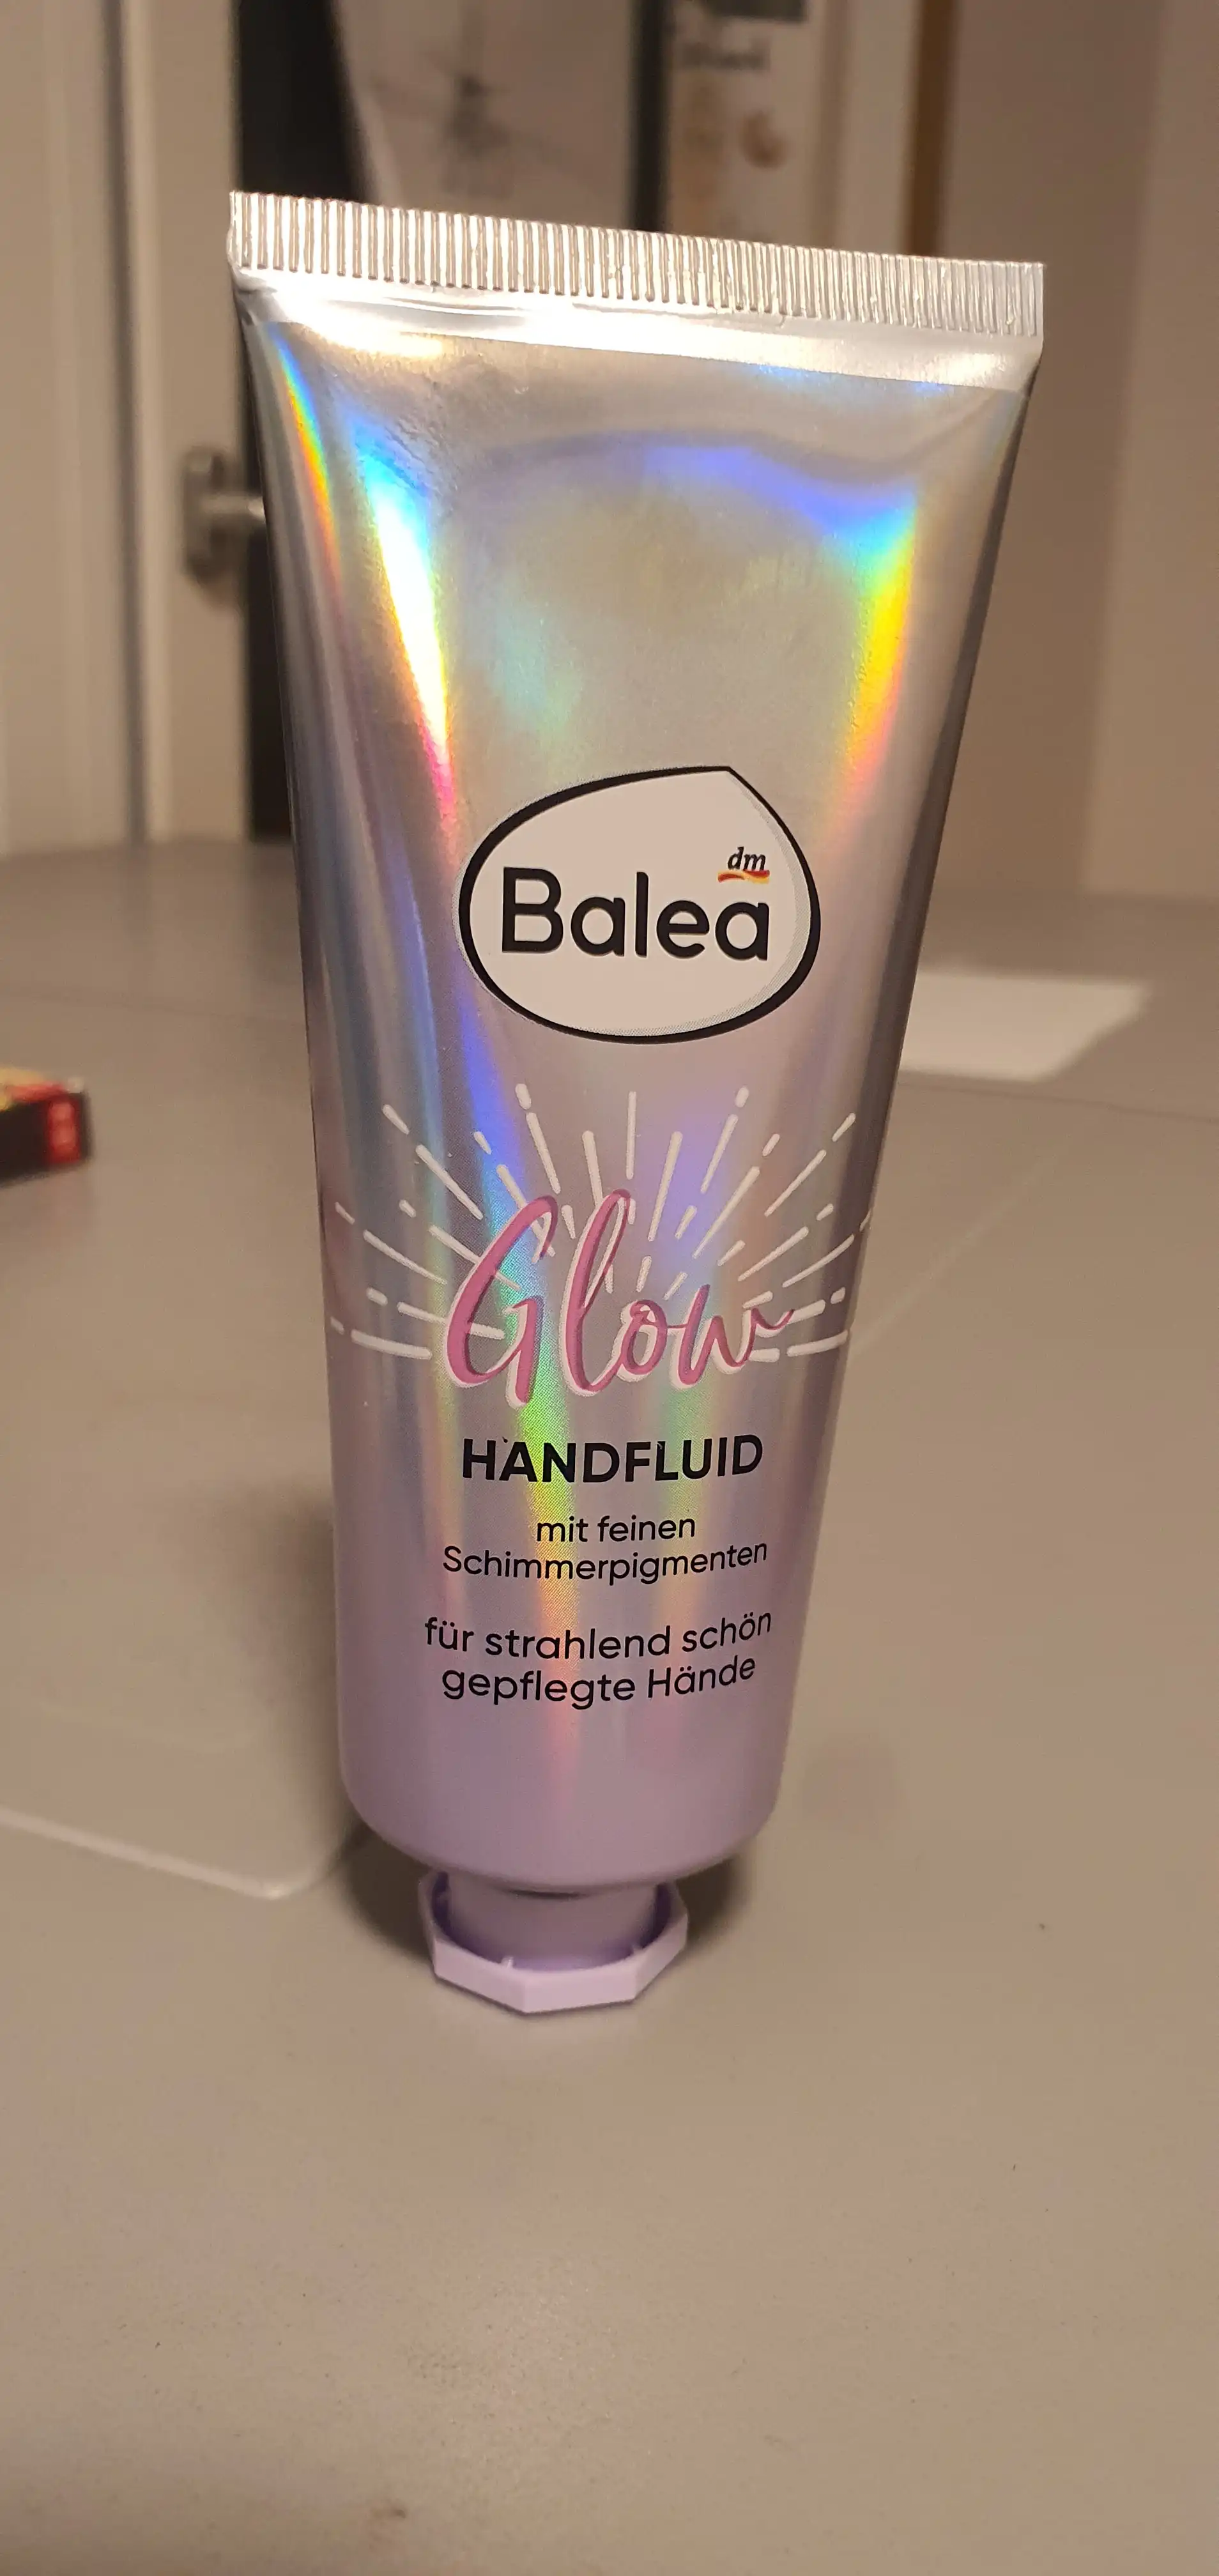 dm
Balea
Glow
HANDFLUID
mit feinen
Schimmerpigmenten
für strahlend schön
gepflegte Hände